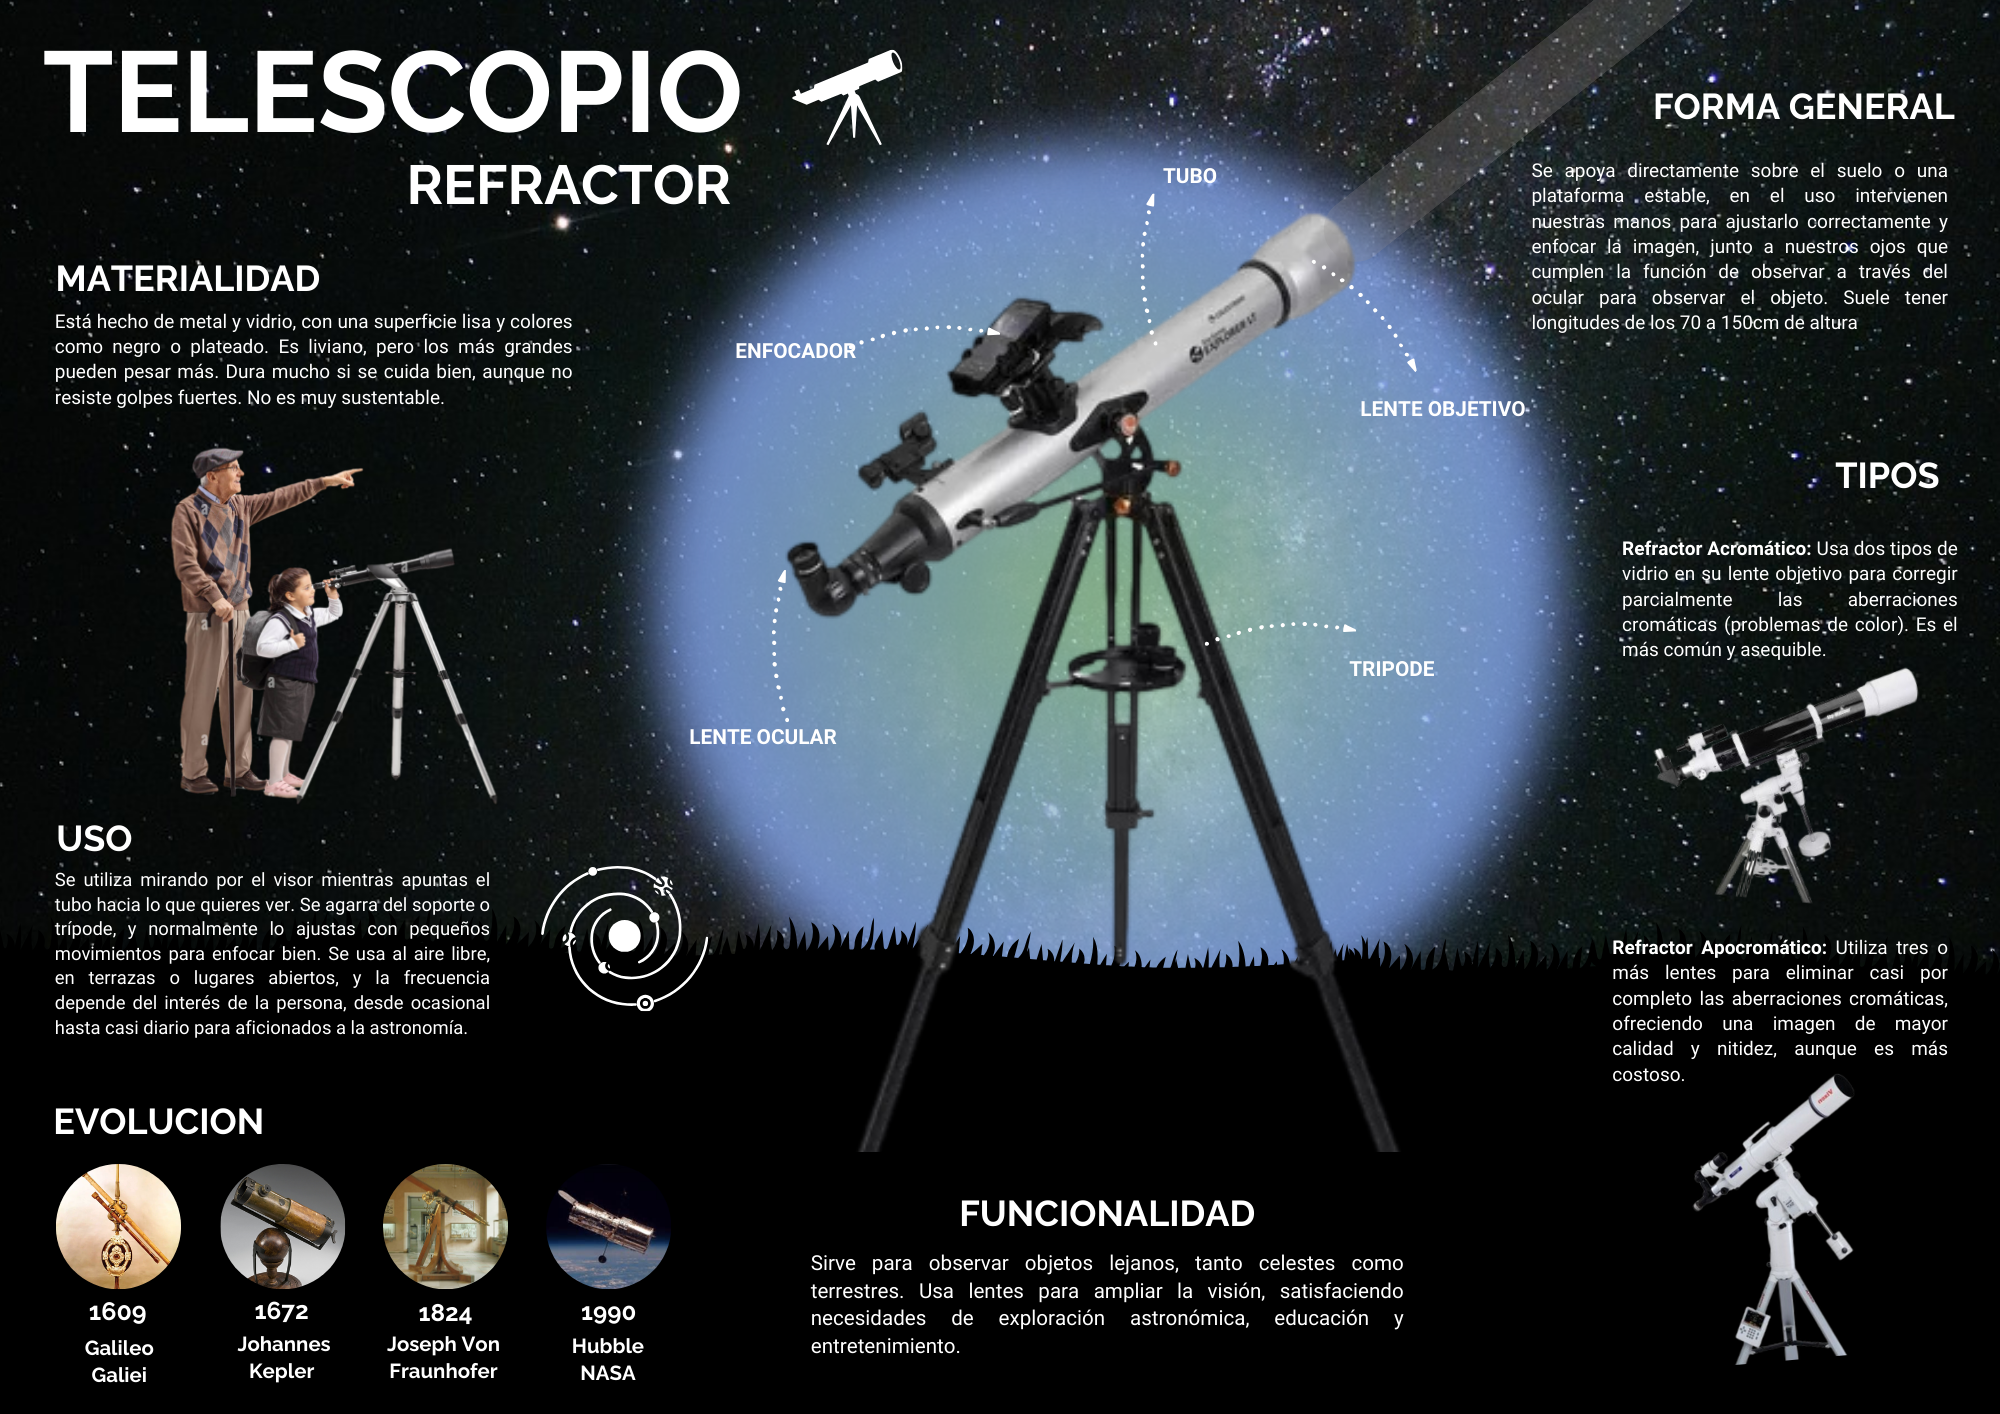 TELESCOPIO
REFRACTOR
MATERIALIDAD
Está hecho de metal y vidrio, con una superficie lisa y colores
como negro o plateado. Es liviano, pero los más grandes
pueden pesar más. Dura mucho si se cuida bien, aunque no
resiste golpes fuertes. No es muy sustentable.
USO
Se utiliza mirando por el visor mientras apuntas el
tubo hacia lo que quieres ver. Se agarra del soporte o
trípode, y normalmente lo ajustas con pequeños
movimientos para enfocar bien. Se usa al aire libre,
en terrazas o lugares abiertos, y la frecuencia
depende del interés de la persona, desde ocasional
hasta casi diario para aficionados a la astronomía.
EVOLUCION
1609
Galileo
Galiei
1672
Johannes
Kepler
1824
Joseph Von
Fraunhofer
1990
Hubble
NASA
TUBO
ENFOCADOR
LENTE OBJETIVO
TRIPODE
LENTE OCULAR
EXPLORER LT
FUNCIONALIDAD
Sirve para observar objetos lejanos, tanto celestes como
terrestres. Usa lentes para ampliar la visión, satisfaciendo
necesidades de exploración astronómica, educación y
entretenimiento.
FORMA GENERAL
Se apoya directamente sobre el suelo o una
plataforma estable, en el uso intervienen
nuestras manos para ajustarlo correctamente y
enfocar la imagen, junto a nuestros ojos que
cumplen la función de observar a través del
ocular para observar el objeto. Suele tener
longitudes de los 70 a 150cm de altura
TIPOS
Refractor Acromático: Usa dos tipos de
vidrio en su lente objetivo para corregir
parcialmente las aberraciones
cromáticas (problemas de color). Es el
más común y asequible.
Refractor Apocromático: Utiliza tres o
más lentes para eliminar casi por
completo las aberraciones cromáticas,
ofreciendo una imagen de mayor
calidad y nitidez, aunque es más
costoso.